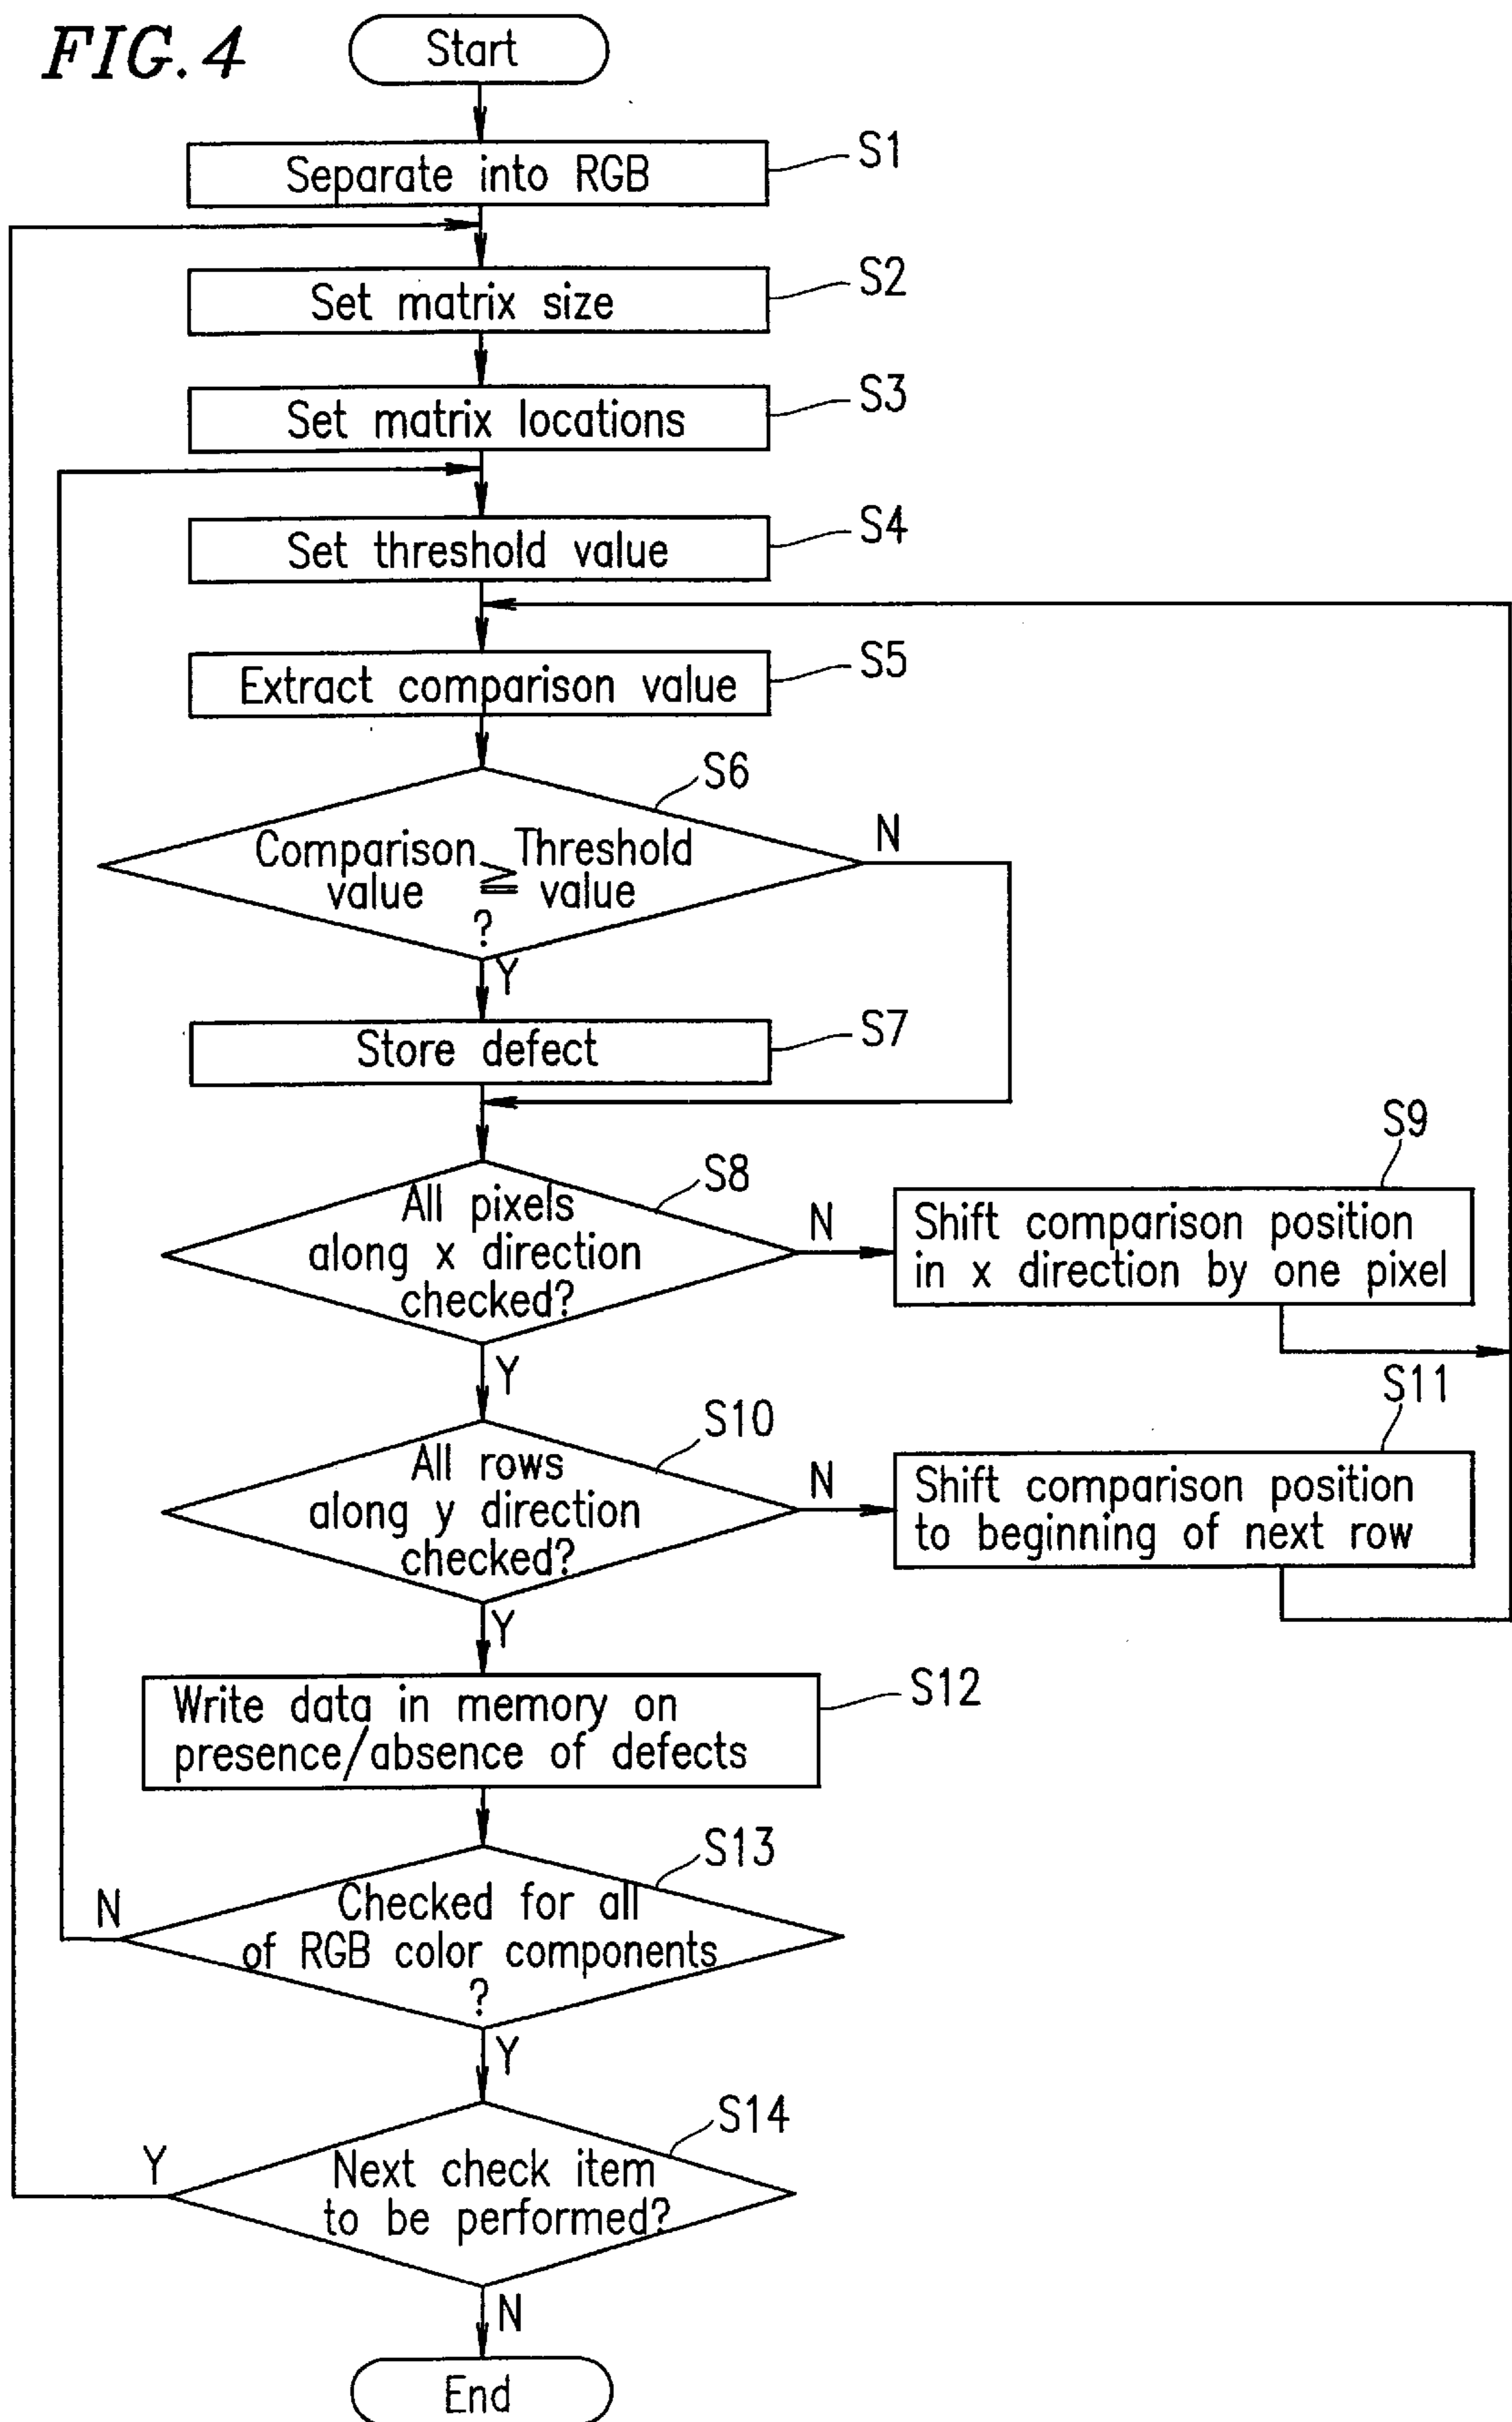 FIG. 4
Start
Separate into RGB
S1
Set matrix size
S2
Set matrix locations
S3
Set threshold value
S4
Extract comparison value
S5
S6
Comparison ≧ Threshold
value value
?
N
Y
Store defect
S7
S8
All pixels
along x direction
checked?
N
Y
S9
Shift comparison position
in x direction by one pixel
S10
All rows
along y direction
checked?
N
Y
S11
Shift comparison position
to beginning of next row
Write data in memory on
presence/absence of defects
S12
S13
Checked for all
of RGB color components
?
N
Y
S14
Next check item
to be performed?
Y
N
End